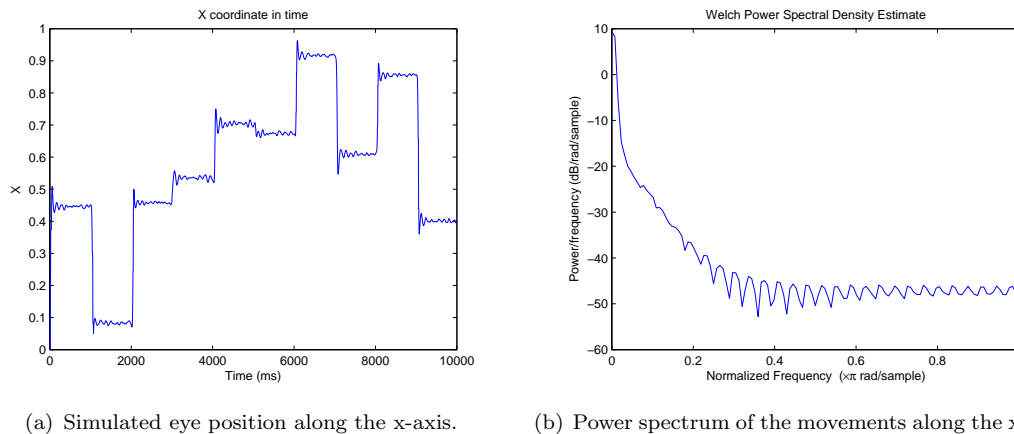 X coordinate in time
1
0.9
0.8
0.7
0.6
0.5
0.4
0.3
0.2
0.1
0
X
0 2000 4000 6000 8000 10000
Time (ms)
(a) Simulated eye position along the x-axis.
Welch Power Spectral Density Estimate
10
0
−10
−20
−30
−40
−50
−60
Power/frequency (dB/rad/sample)
0 0.2 0.4 0.6 0.8
Normalized Frequency (×π rad/sample)
(b) Power spectrum of the movements along the x